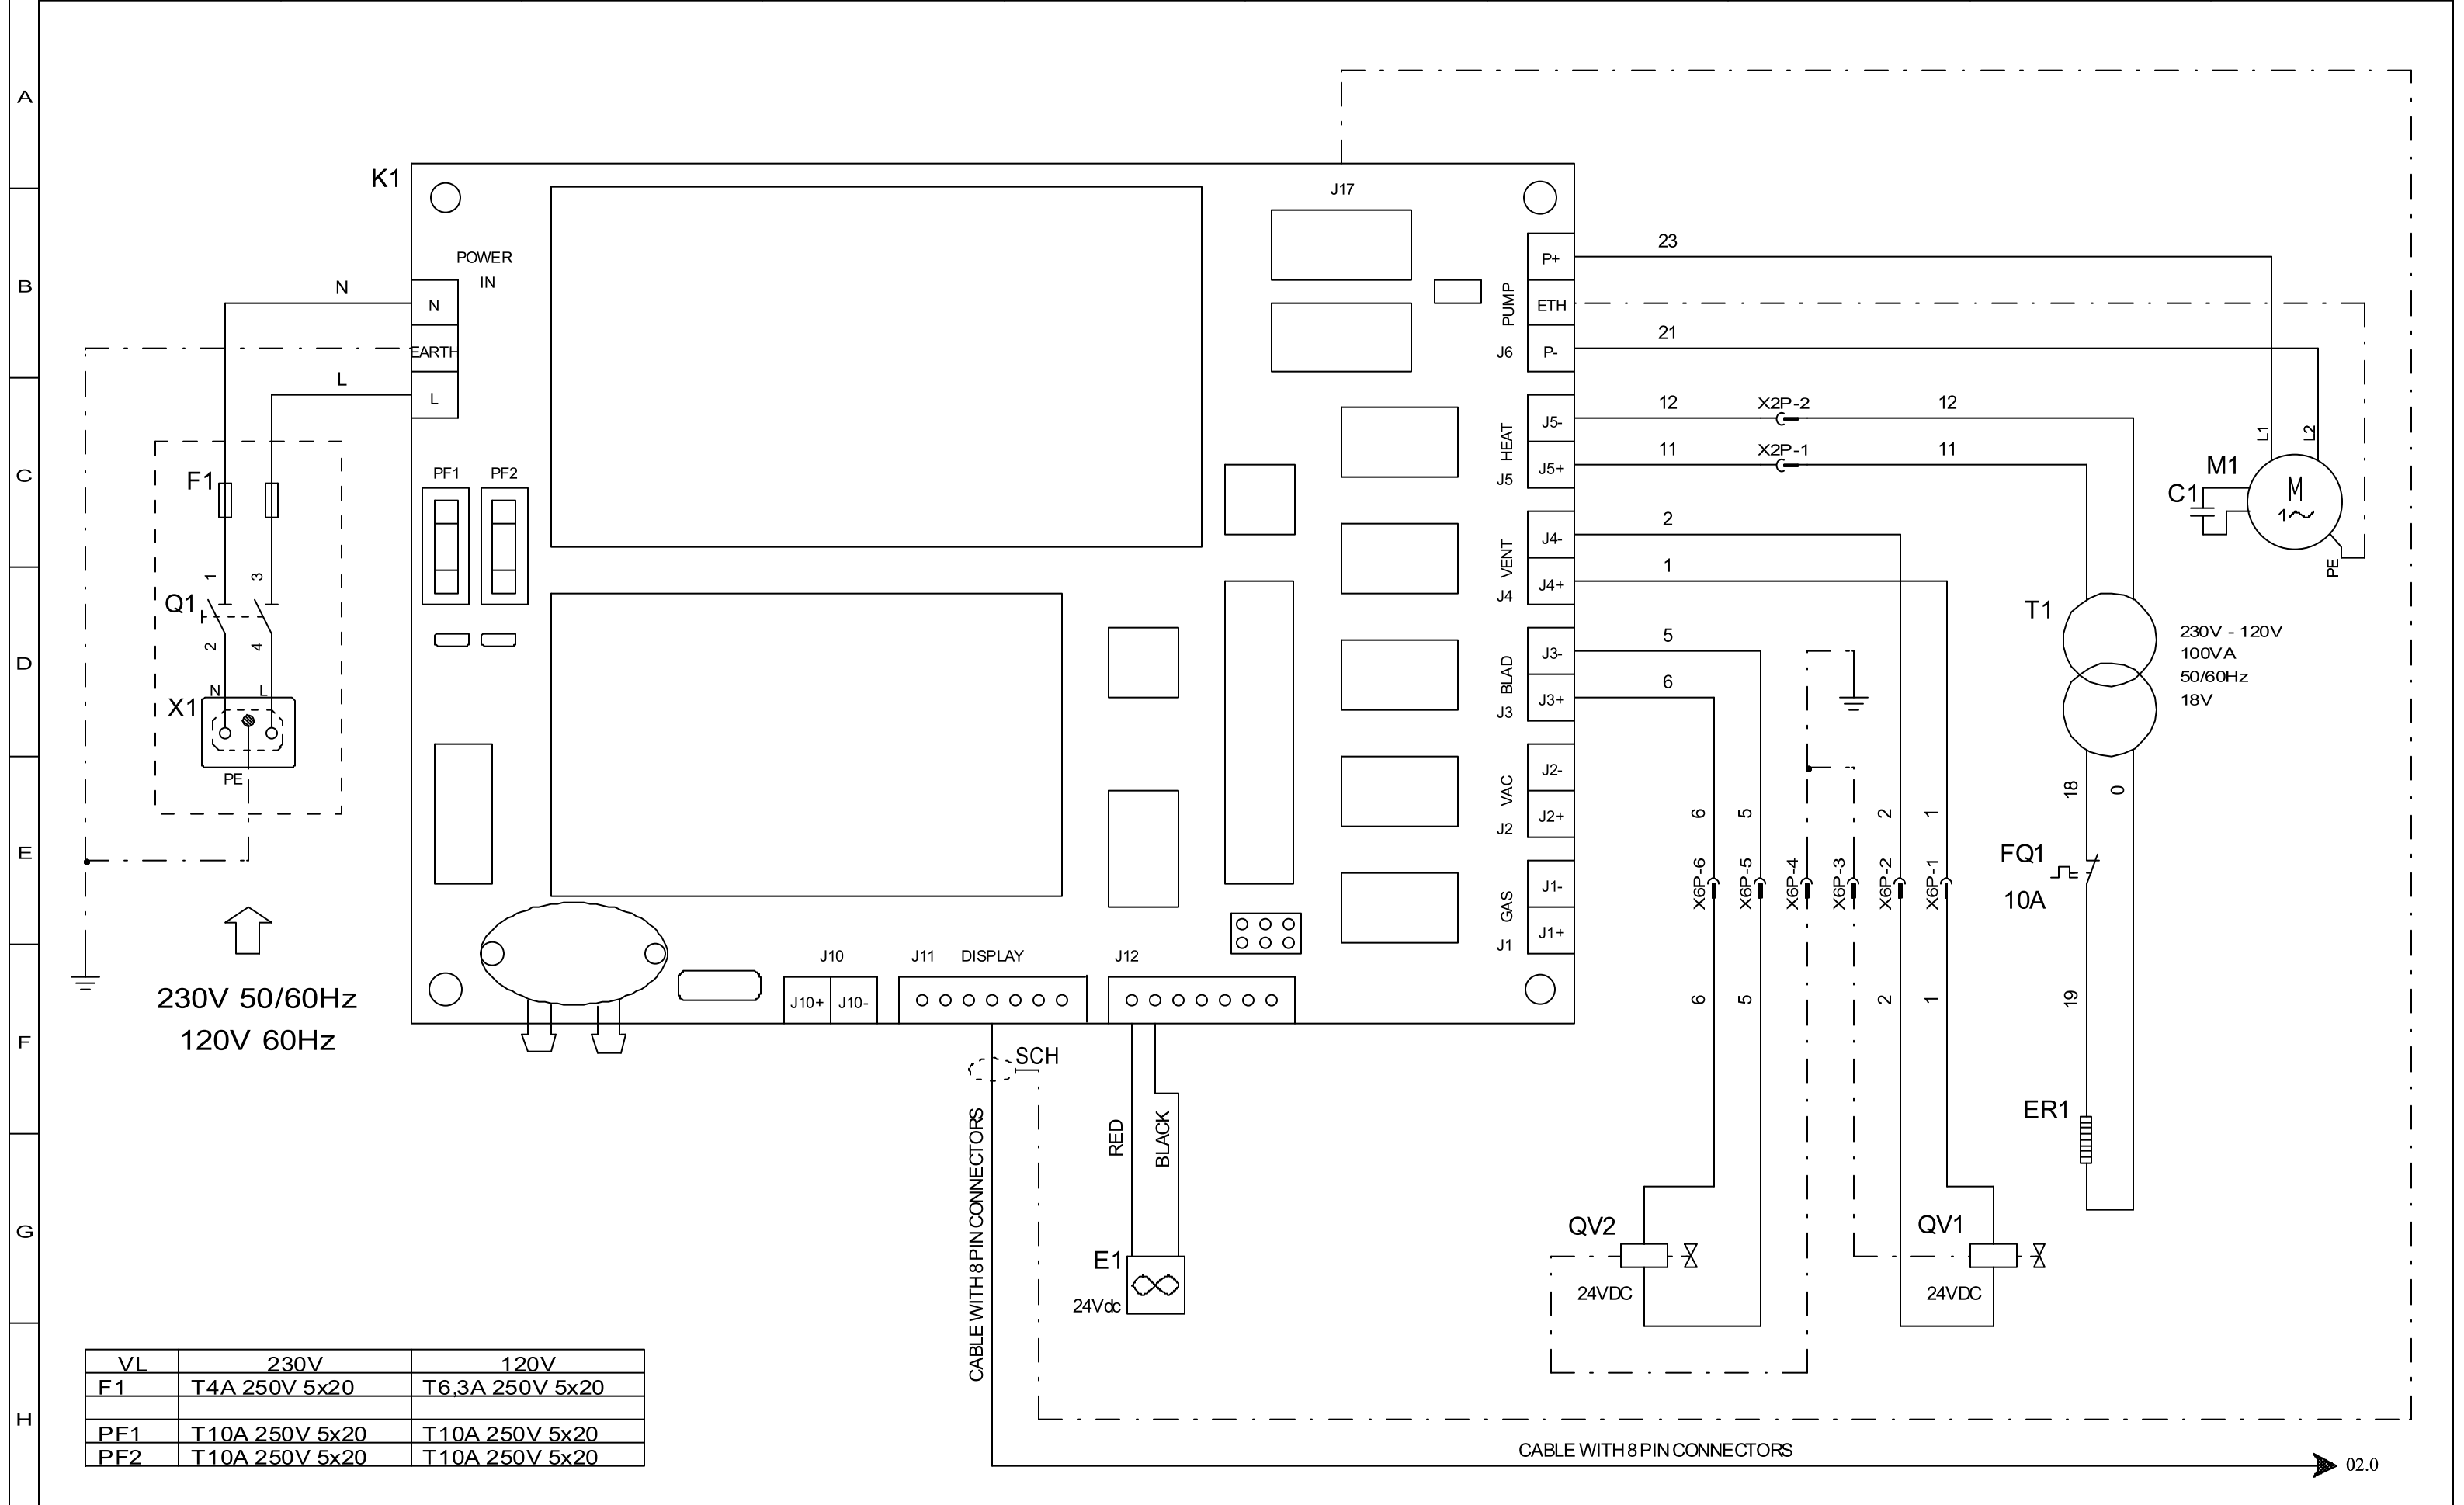 A
B
C
D
E
F
G
H
K1
POWER
IN
N
EARTH
L
N
L
F1
PF1
PF2
Q1
1
3
2
4
N
L
X1
PE
230V 50/60Hz
120V 60Hz
J17
PUMP
J6
P+
ETH
P-
HEAT
J5
J5-
J5+
VENT
J4
J4-
J4+
BLAD
J3
J3-
J3+
VAC
J2
J2-
J2+
GAS
J1
J1-
J1+
J10
J10+
J10-
J11
DISPLAY
J12
23
21
12
X2P-2
12
11
X2P-1
11
2
1
5
6
L1
L2
M1
C1
M
1~
PE
T1
230V - 120V
100VA
50/60Hz
18V
18
0
FQ1
10A
19
ER1
6
5
2
1
X6P-6
X6P-5
X6P-4
X6P-3
X6P-2
X6P-1
6
5
2
1
QV2
24VDC
QV1
24VDC
SCH
CABLE WITH 8 PIN CONNECTORS
RED
BLACK
E1
24Vdc
VL 230V 120V
F1 T4A 250V 5x20 T6,3A 250V 5x20
PF1 T10A 250V 5x20 T10A 250V 5x20
PF2 T10A 250V 5x20 T10A 250V 5x20
CABLE WITH 8 PIN CONNECTORS
02.0